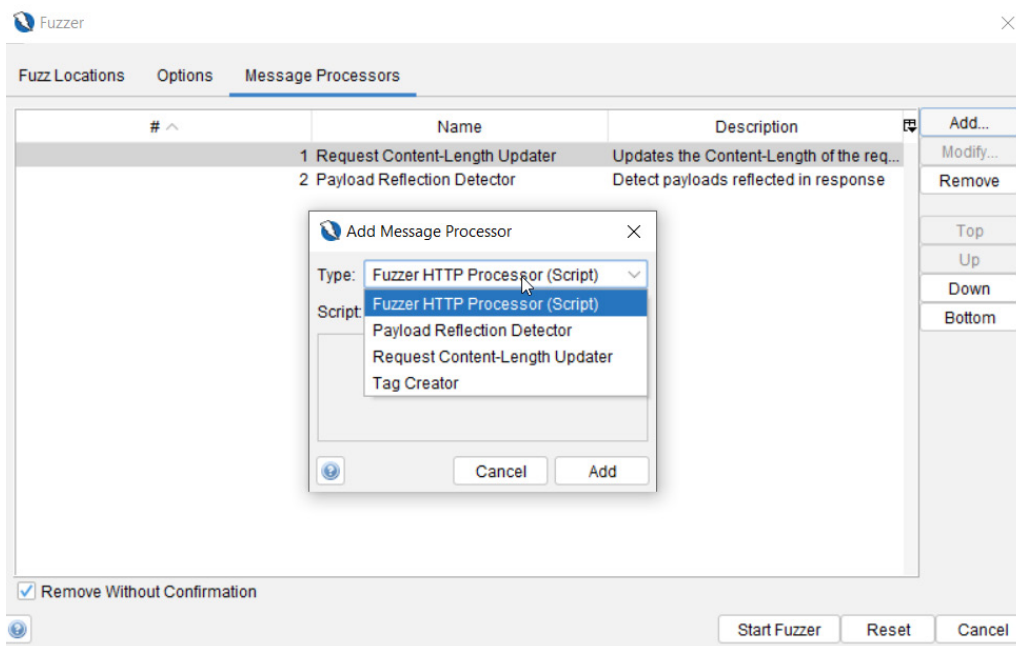 Fuzzer
Fuzz Locations Options Message Processors
# Name Description Add...
1 Request Content-Length Updater Updates the Content-Length of the req... Modify...
2 Payload Reflection Detector Detect payloads reflected in response Remove
Add Message Processor Top
Up
Type: Fuzzer HTTP Processor (Script)
Down
Script: Fuzzer HTTP Processor (Script)
Bottom
Payload Reflection Detector
Request Content-Length Updater
Tag Creator
Cancel Add
Remove Without Confirmation
Start Fuzzer Reset Cancel